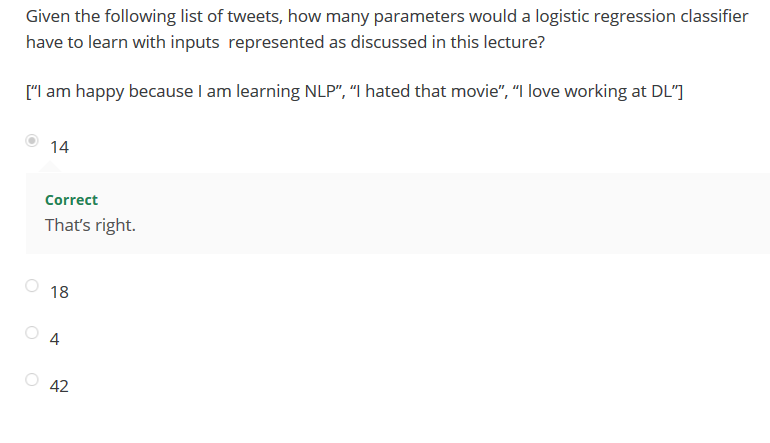 Given the following list of tweets, how many parameters would a logistic regression classifier
have to learn with inputs  represented as discussed in this lecture?
[“I am happy because I am learning NLP”, “I hated that movie”, “I love working at DL”]
14
Correct
That’s right.
18
4
42